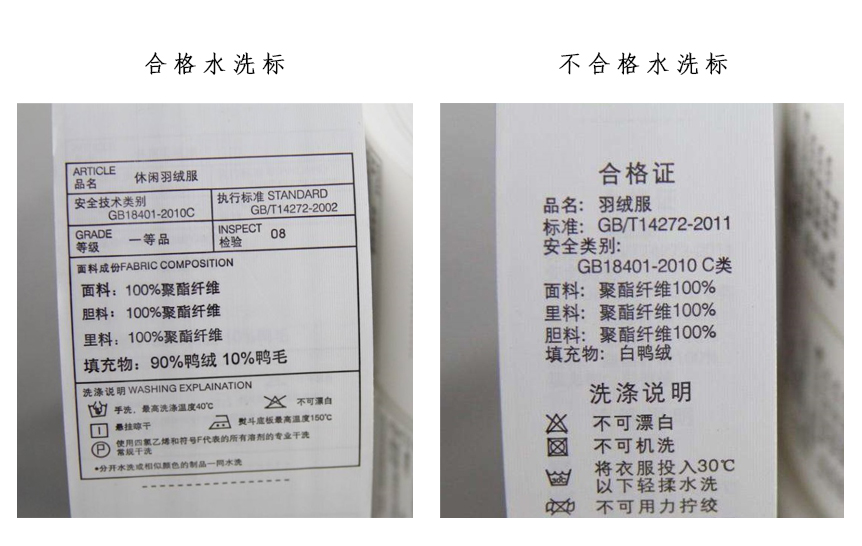 合格水洗标
ARTICLE
品名
休闲羽绒服
安全技术类别
GB18401-2010C
执行标准 STANDARD
GB/T14272-2002
GRADE
等级
一等品
INSPECT
检验
08
面料成份FABRIC COMPOSITION
面料：100%聚酯纤维
胆料：100%聚酯纤维
里料：100%聚酯纤维
填充物：90%鸭绒 10%鸭毛
洗涤说明 WASHING EXPLAINATION
手洗，最高洗涤温度40℃
不可漂白
悬挂晾干
熨斗底板最高温度150℃
P
使用四氯乙烯和符号F代表的所有溶剂的专业干洗
常规干洗
•分开水洗或相似颜色的制品一同水洗
不合格水洗标
合格证
品名：羽绒服
标准：GB/T14272-2011
安全类别：
GB18401-2010 C类
面料：聚酯纤维100%
里料：聚酯纤维100%
胆料：聚酯纤维100%
填充物：白鸭绒
洗涤说明
不可漂白
不可机洗
将衣服投入30℃
以下轻揉水洗
不可用力拧绞